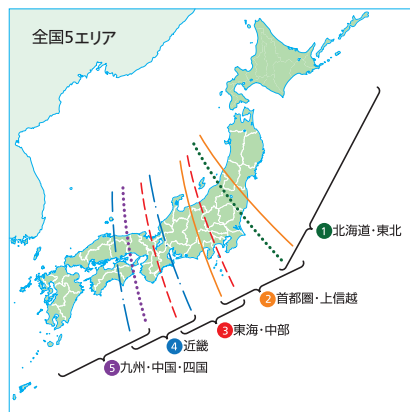 全国5エリア
1北海道・東北
2首都圏・上信越
3東海・中部
4近畿
5九州・中国・四国